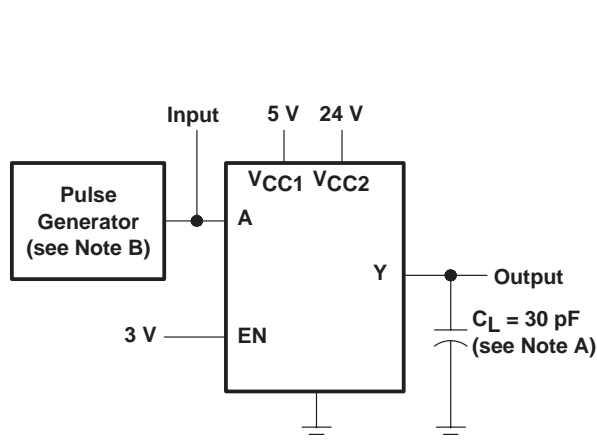 Input
5 V 24 V
VCC1 VCC2
Pulse
Generator
(see Note B)
A
Y
Output
CL = 30 pF
(see Note A)
3 V
EN